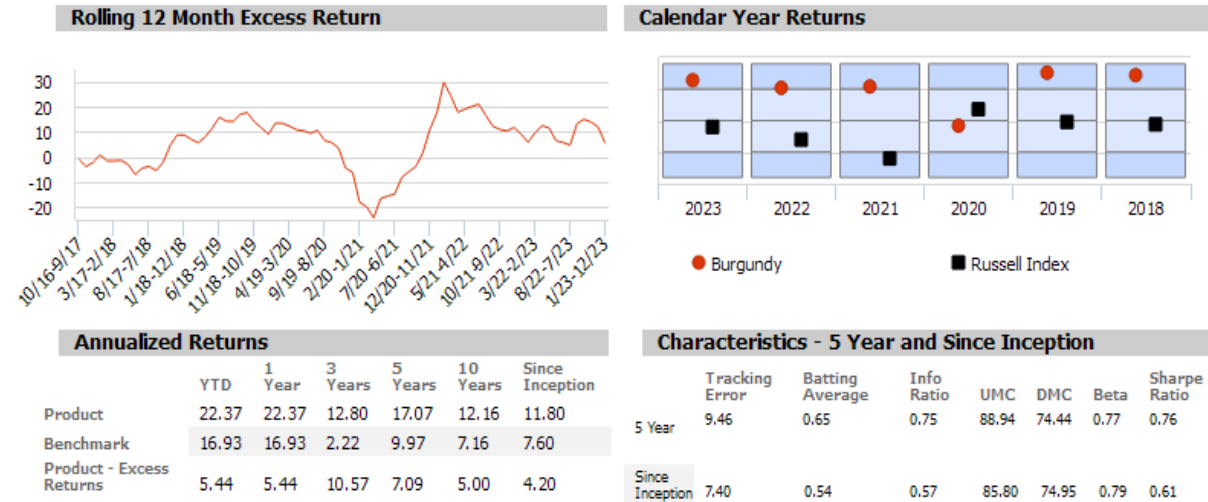 Rolling 12 Month Excess Return
30
20
10
0
-10
-20
10/16-9/17
3/17-2/18
8/17-7/18
1/18-12/18
6/18-5/19
11/18-10/19
4/19-3/20
9/19-8/20
2/20-1/21
7/20-6/21
12/20-11/21
5/21-4/22
10/21-9/22
3/22-2/23
8/22-7/23
1/23-12/23
Calendar Year Returns
2023 2022 2021 2020 2019 2018
Burgundy Russell Index
Annualized Returns
YTD 1 Year 3 Years 5 Years 10 Years Since Inception
Product 22.37 22.37 12.80 17.07 12.16 11.80
Benchmark 16.93 16.93 2.22 9.97 7.16 7.60
Product - Excess Returns 5.44 5.44 10.57 7.09 5.00 4.20
Characteristics - 5 Year and Since Inception
Tracking Error Batting Average Info Ratio UMC DMC Beta Sharpe Ratio
5 Year 9.46 0.65 0.75 88.94 74.44 0.77 0.76
Since Inception 7.40 0.54 0.57 85.80 74.95 0.79 0.61